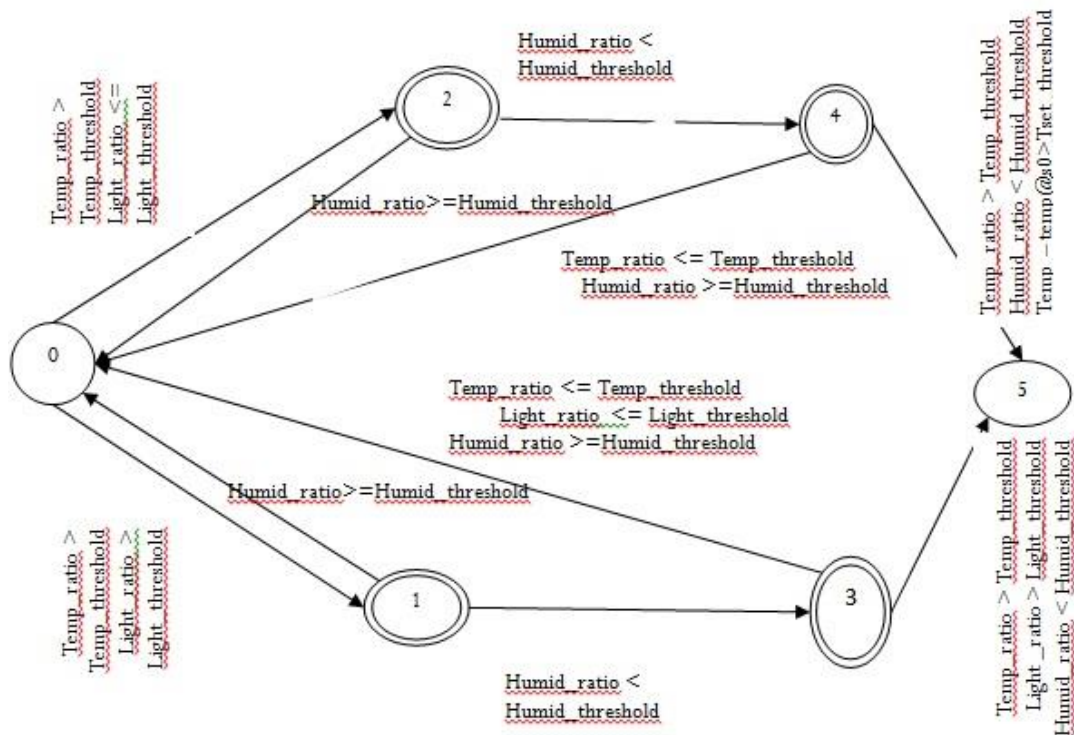 Humid_ratio <
Humid_threshold
Temp_ratio >
Temp_threshold
Light_ratio <=
Light_threshold
2
4
Temp_ratio > Temp_threshold
Humid_ratio < Humid_threshold
Temp – temp@s0>Tset threshold
Humid_ratio>=Humid_threshold
Temp_ratio <= Temp_threshold
Humid_ratio >=Humid_threshold
0
5
Temp_ratio <= Temp_threshold
Light_ratio <= Light_threshold
Humid_ratio >=Humid_threshold
Humid_ratio>=Humid_threshold
Temp_ratio >
Temp_threshold
Light_ratio >
Light_threshold
1
3
Temp_ratio > Temp_threshold
Light_ratio > Light_threshold
Humid_ratio < Humid_threshold
Humid_ratio <
Humid_threshold